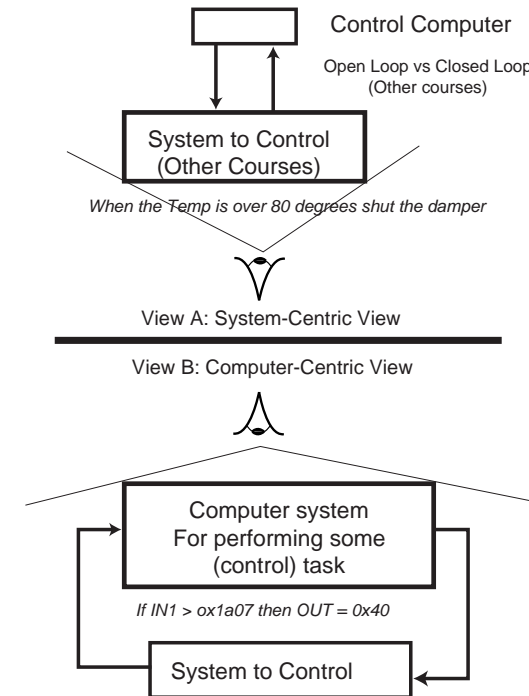 Control Computer
Open Loop vs Closed Loop
(Other courses)
System to Control
(Other Courses)
When the Temp is over 80 degrees shut the damper
View A: System-Centric View
View B: Computer-Centric View
Computer system
For performing some
(control) task
If IN1 > ox1a07 then OUT = 0x40
System to Control